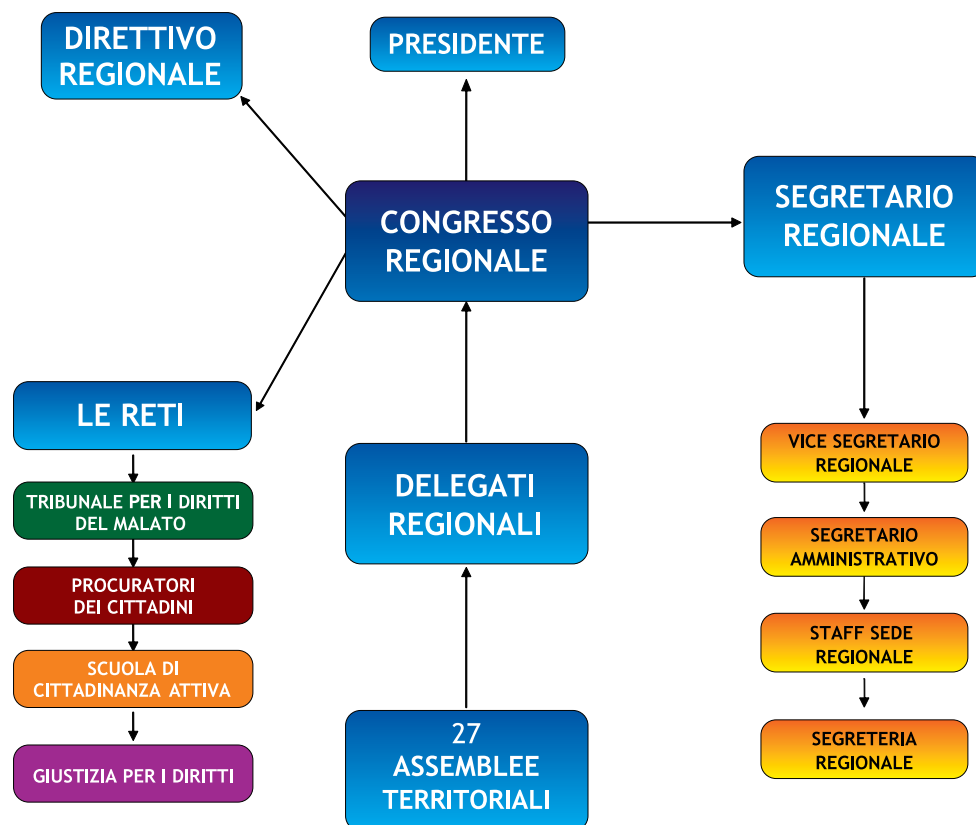 DIRETTIVO
REGIONALE
PRESIDENTE
CONGRESSO
REGIONALE
SEGRETARIO
REGIONALE
LE RETI
TRIBUNALE PER I DIRITTI
DEL MALATO
PROCURATORI
DEI CITTADINI
SCUOLA DI
CITTADINANZA ATTIVA
GIUSTIZIA PER I DIRITTI
DELEGATI
REGIONALI
27
ASSEMBLEE
TERRITORIALI
VICE SEGRETARIO
REGIONALE
SEGRETARIO
AMMINISTRATIVO
STAFF SEDE
REGIONALE
SEGRETERIA
REGIONALE